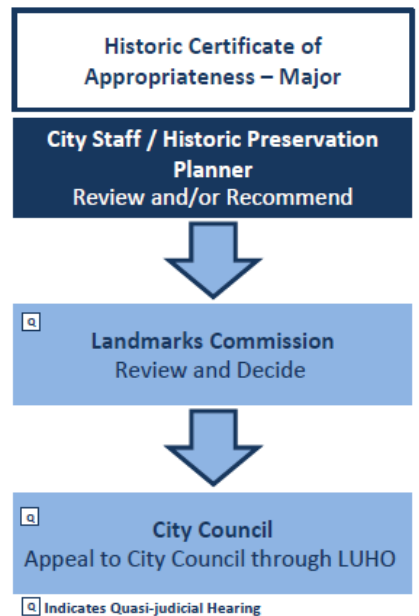 Historic Certificate of
Appropriateness – Major
City Staff / Historic Preservation
Planner
Review and/or Recommend
Q
Landmarks Commission
Review and Decide
Q
City Council
Appeal to City Council through LUHO
Q Indicates Quasi-judicial Hearing